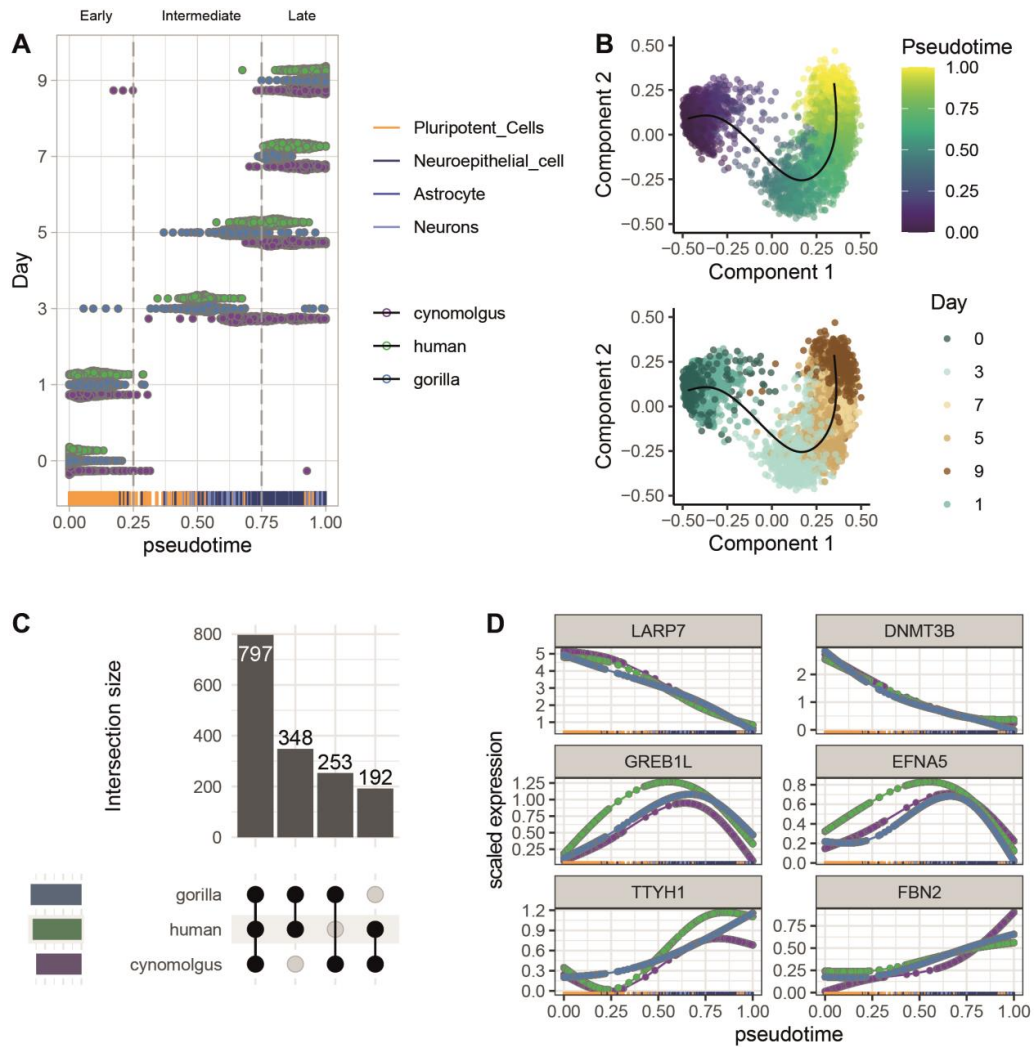 Early Intermediate Late
A
Day
9
7
5
3
1
0
0.00 0.25 0.50 0.75 1.00
pseudotime
Pluripotent_Cells
Neuroepithelial_cell
Astrocyte
Neurons
cynomolgus
human
gorilla
B
Component 2
0.50
0.25
0.00
−0.25
−0.50
−0.50 −0.25 0.00 0.25 0.50
Component 1
Pseudotime
1.00
0.75
0.50
0.25
0.00
Component 2
0.50
0.25
0.00
−0.25
−0.50
−0.50 −0.25 0.00 0.25 0.50
Component 1
Day
0
3
7
5
9
1
C
Intersection size
800
600
400
200
0
797
348
253
192
gorilla
human
cynomolgus
D
scaled expression
LARP7 DNMT3B
5
4
3
2
1
2
1
0
GREB1L EFNA5
1.25
1.00
0.75
0.50
0.25
0.8
0.6
0.4
0.2
0.0
TTYH1 FBN2
1.2
0.9
0.6
0.3
0.0
0.75
0.50
0.25
0.00
0.00 0.25 0.50 0.75 1.00 0.00 0.25 0.50 0.75 1.00
pseudotime